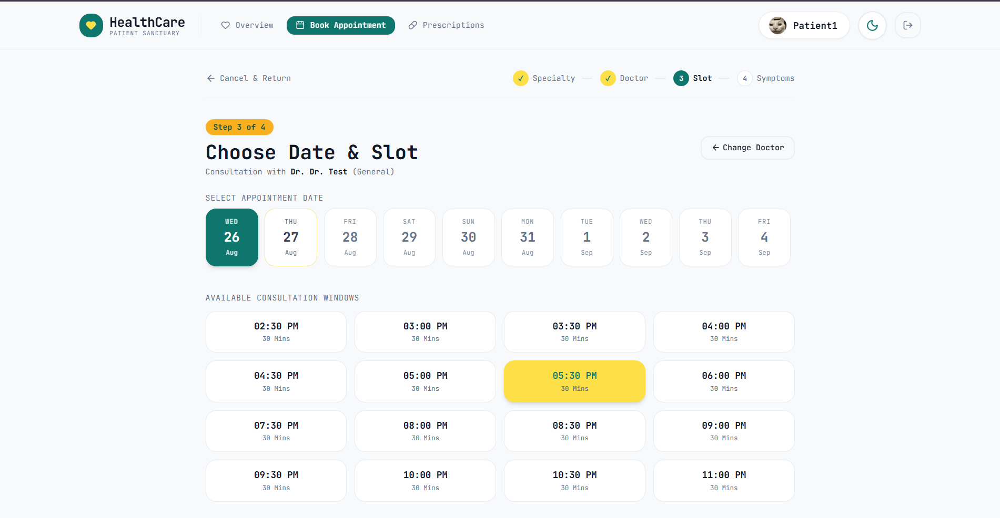 HealthCare
PATIENT SANCTUARY
Overview
Book Appointment
Prescriptions
Patient1
Cancel & Return
Specialty
Doctor
3 Slot
4 Symptoms
Step 3 of 4
Choose Date & Slot
Change Doctor
Consultation with Dr. Dr. Test (General)
SELECT APPOINTMENT DATE
WED
26
Aug
THU
27
Aug
FRI
28
Aug
SAT
29
Aug
SUN
30
Aug
MON
31
Aug
TUE
1
Sep
WED
2
Sep
THU
3
Sep
FRI
4
Sep
AVAILABLE CONSULTATION WINDOWS
02:30 PM
30 Mins
03:00 PM
30 Mins
03:30 PM
30 Mins
04:00 PM
30 Mins
04:30 PM
30 Mins
05:00 PM
30 Mins
05:30 PM
30 Mins
06:00 PM
30 Mins
07:30 PM
30 Mins
08:00 PM
30 Mins
08:30 PM
30 Mins
09:00 PM
30 Mins
09:30 PM
30 Mins
10:00 PM
30 Mins
10:30 PM
30 Mins
11:00 PM
30 Mins